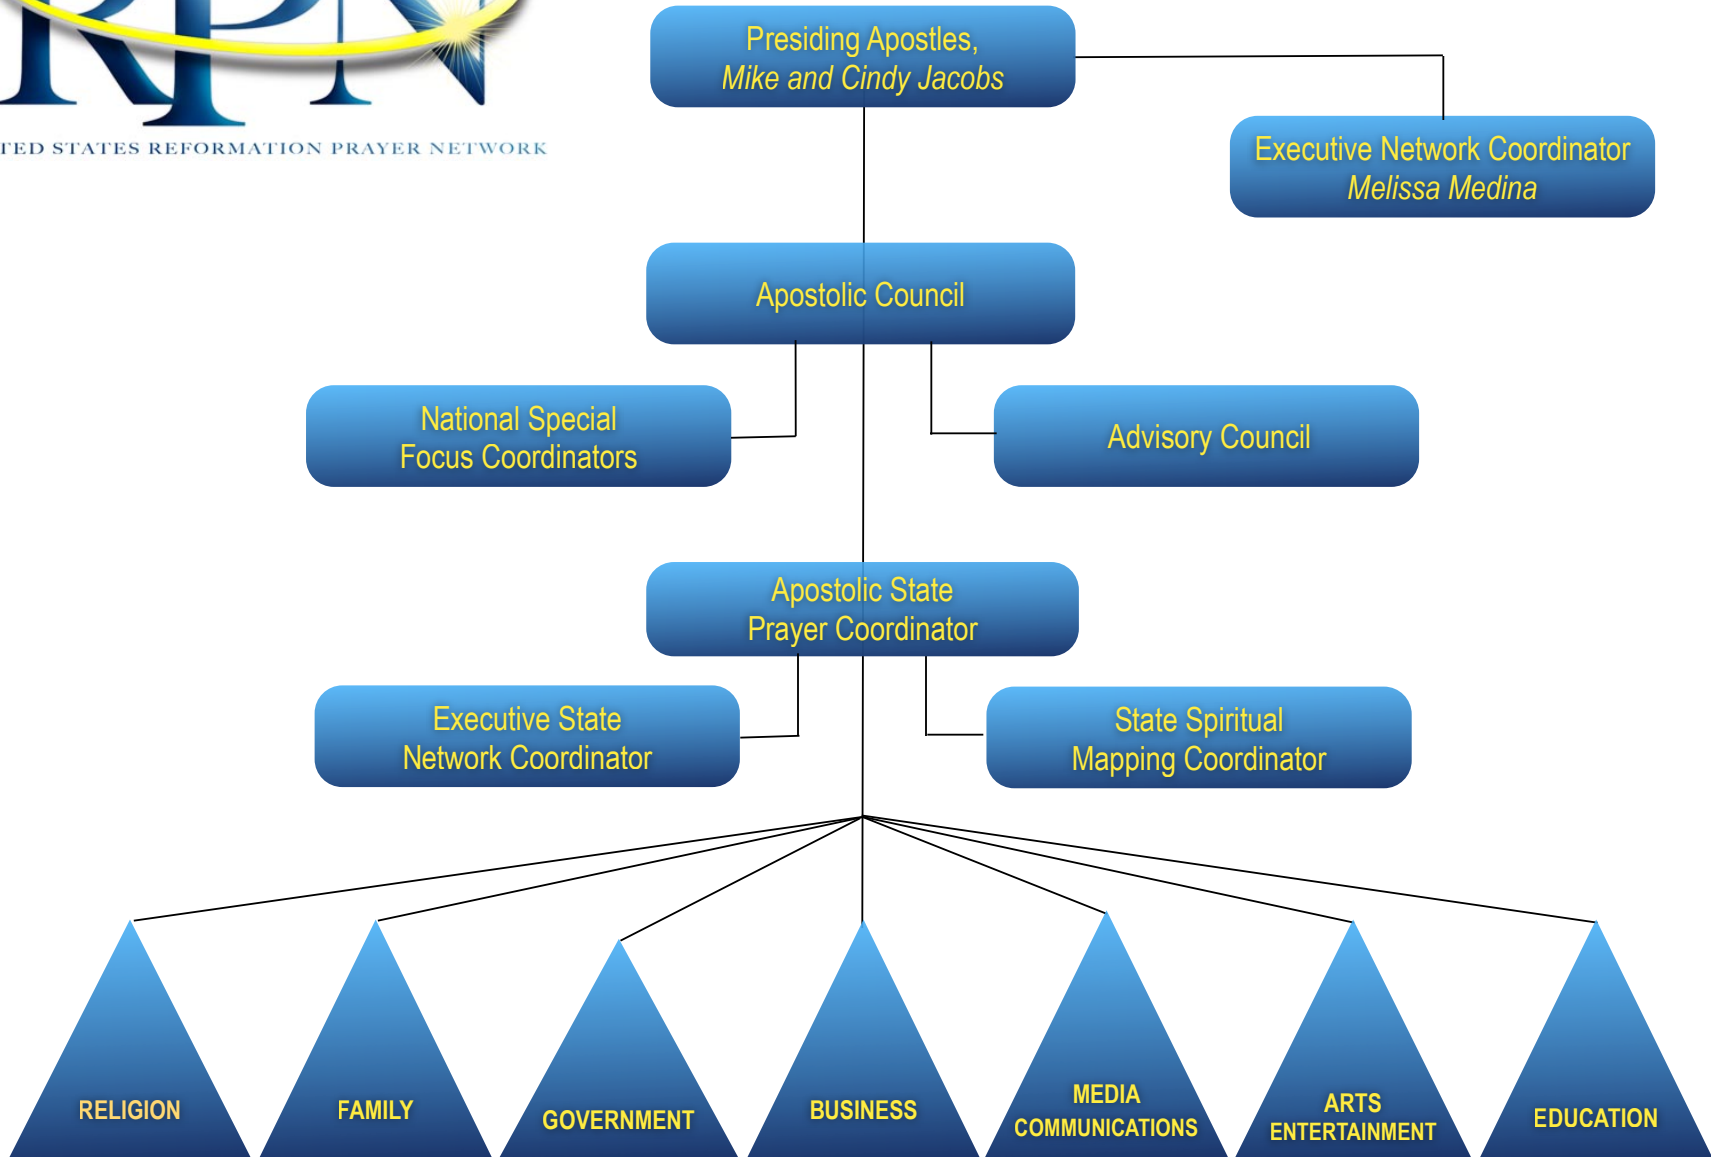 RPN
TED STATES REFORMATION PRAYER NETWORK
Presiding Apostles,
Mike and Cindy Jacobs
Executive Network Coordinator
Melissa Medina
Apostolic Council
National Special
Focus Coordinators
Advisory Council
Apostolic State
Prayer Coordinator
Executive State
Network Coordinator
State Spiritual
Mapping Coordinator
RELIGION
FAMILY
GOVERNMENT
BUSINESS
MEDIA
COMMUNICATIONS
ARTS
ENTERTAINMENT
EDUCATION